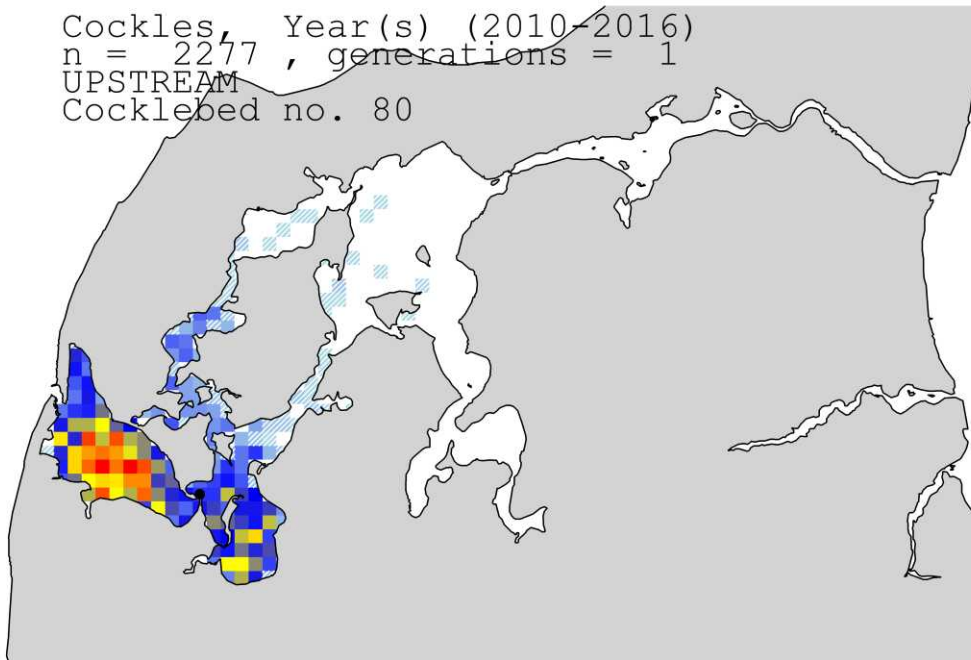 Cockles, Year(s) (2010-2016)
n = 2277 , generations = 1
UPSTREAM
Cocklebed no. 80